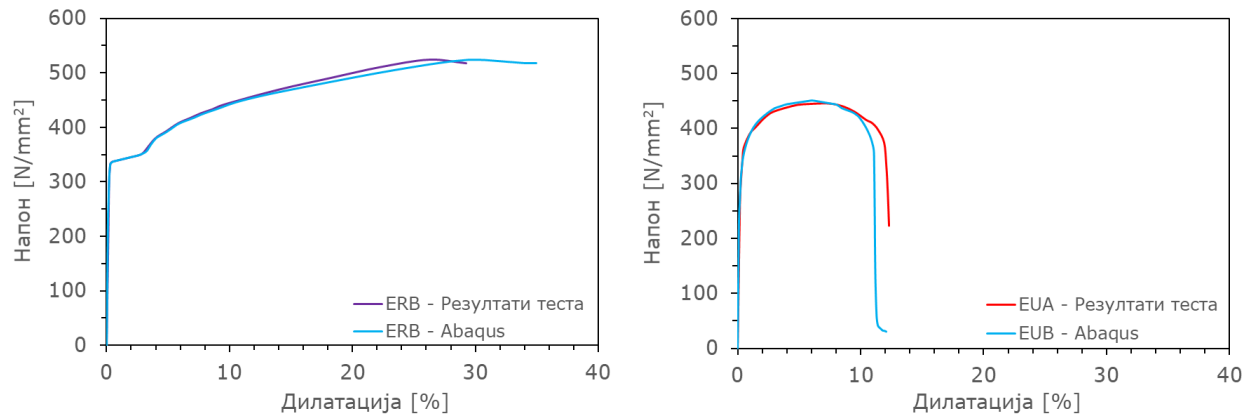 600
500
400
300
200
100
0
Напон [N/mm²]
ERB - Резултати теста
ERB - Abaqus
0 10 20 30 40
Дилатација [%]
600
500
400
300
200
100
0
Напон [N/mm²]
EUA - Резултати теста
EUB - Abaqus
0 10 20 30 40
Дилатација [%]